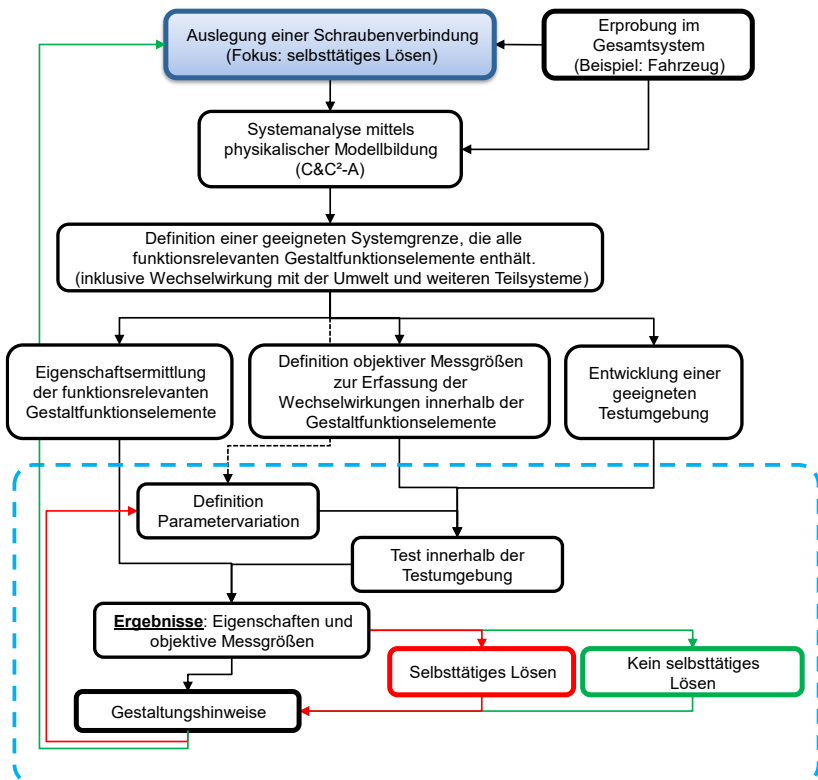 Auslegung einer Schraubenverbindung
(Fokus: selbsttätiges Lösen)
Erprobung im
Gesamtsystem
(Beispiel: Fahrzeug)
Systemanalyse mittels
physikalischer Modellbildung
(C&C²-A)
Definition einer geeigneten Systemgrenze, die alle
funktionsrelevanten Gestaltfunktionselemente enthält.
(inklusive Wechselwirkung mit der Umwelt und weiteren Teilsysteme)
Eigenschaftsermittlung
der funktionsrelevanten
Gestaltfunktionselemente
Definition objektiver Messgrößen
zur Erfassung der
Wechselwirkungen innerhalb der
Gestaltfunktionselemente
Entwicklung einer
geeigneten
Testumgebung
Definition
Parametervariation
Test innerhalb der
Testumgebung
Ergebnisse: Eigenschaften und
objektive Messgrößen
Selbsttätiges Lösen
Kein selbsttätiges
Lösen
Gestaltungshinweise